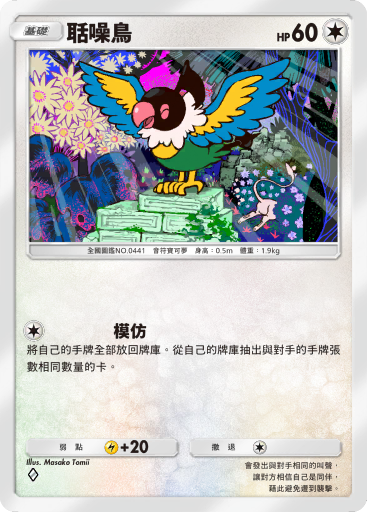 基礎 聒噪鳥 HP60
全國圖鑑NO.0441 音符寶可夢 身高：0.5m 體重：1.9kg
模仿
將自己的手牌全部放回牌庫。從自己的牌庫抽出與對手的手牌張
數相同數量的卡。
弱點 +20 撤退
Illus. Masako Tomii
會發出與對手相同的叫聲，
讓對方相信自己是同伴，
藉此避免遭到襲擊。